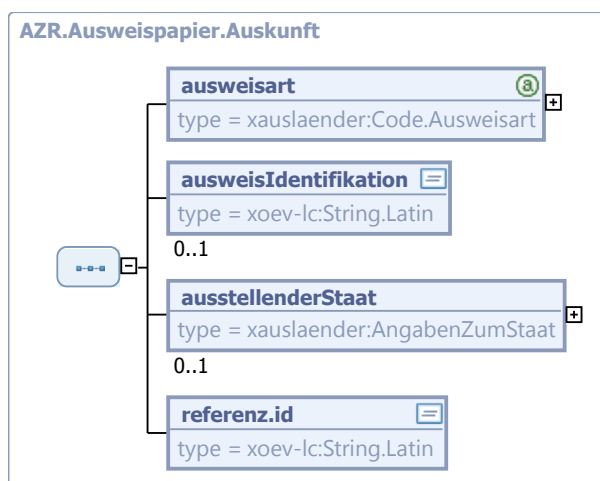 AZR.Ausweispapier.Auskunft
ausweisart
type = xauslaender:Code.Ausweisart
ausweisIdentifikation
type = xoev-lc:String.Latin
0..1
ausstellenderStaat
type = xauslaender:AngabenZumStaat
0..1
referenz.id
type = xoev-lc:String.Latin